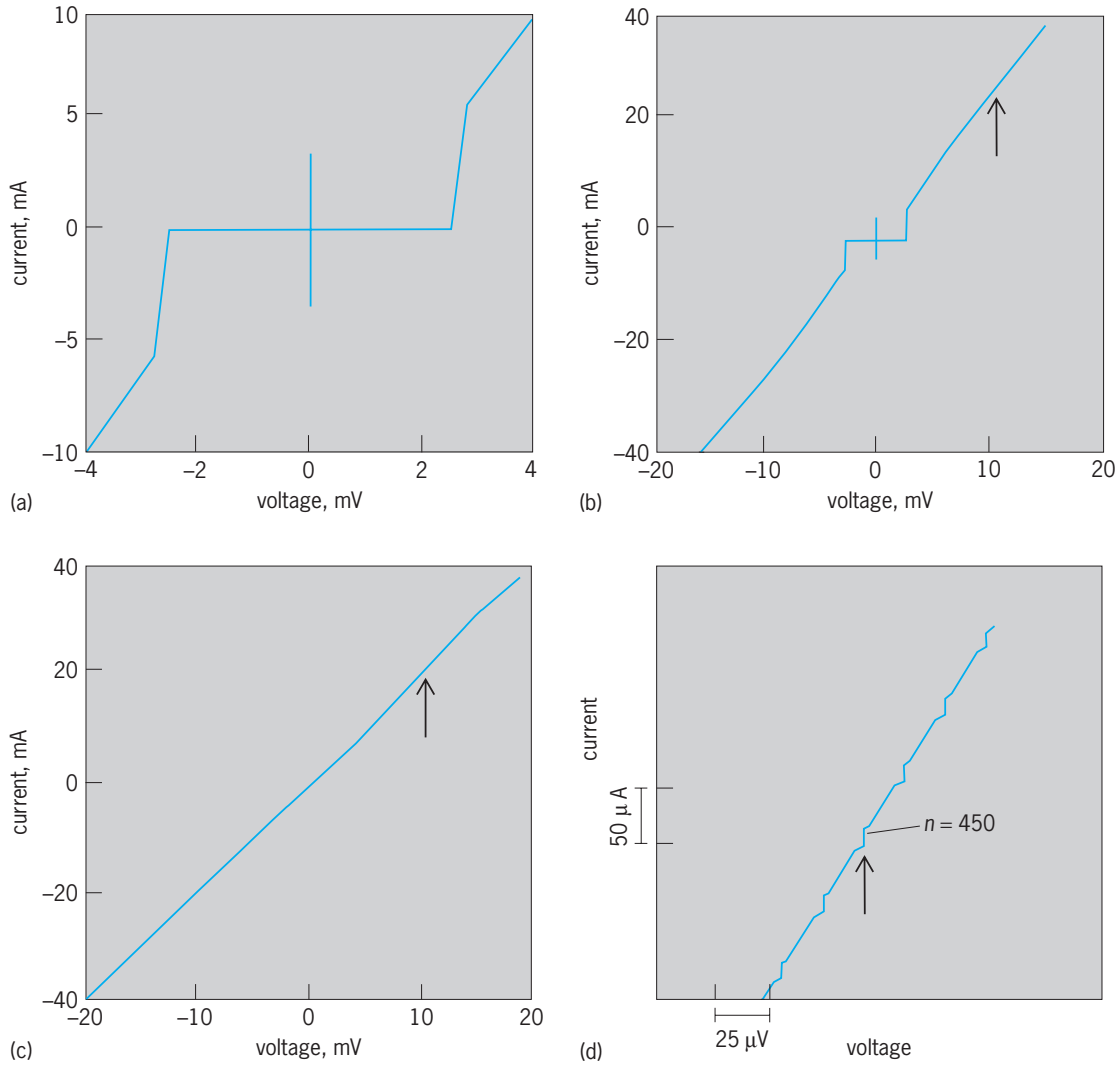 10
5
0
−5
−10
current, mA
−4
−2
0
2
4
voltage, mV
(a)
40
20
0
−20
−40
current, mA
−20
−10
0
10
20
voltage, mV
(b)
40
20
0
−20
−40
current, mA
20
−10
0
10
20
voltage, mV
(c)
current
50 μ A
n = 450
25 μV
voltage
(d)